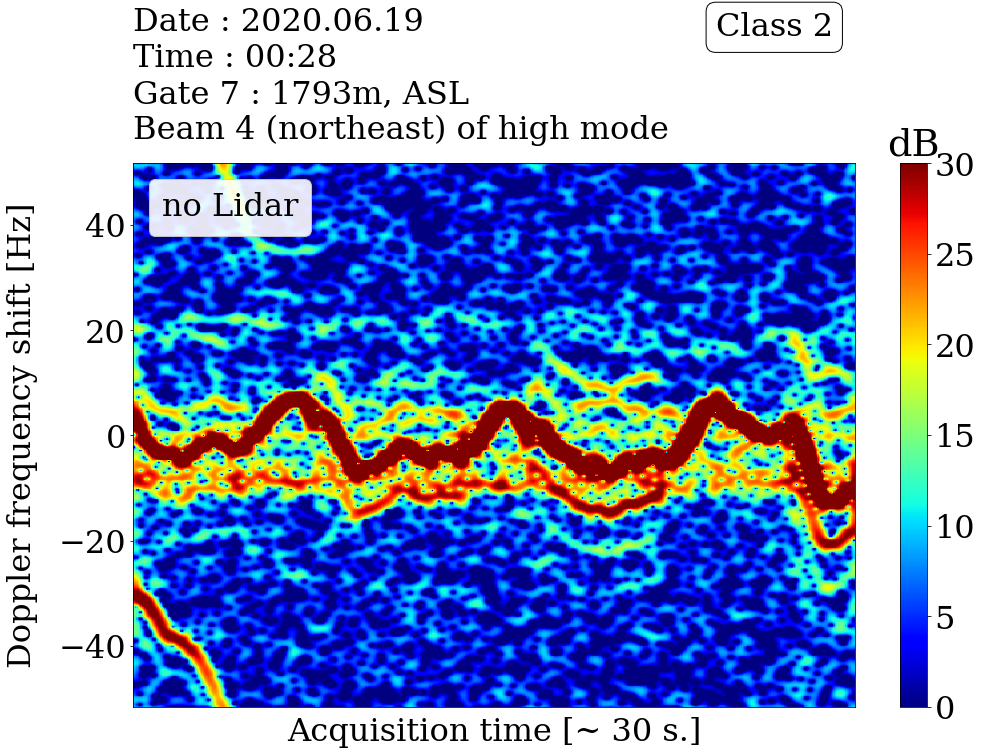 Date : 2020.06.19
Time : 00:28
Gate 7 : 1793m, ASL
Beam 4 (northeast) of high mode
Class 2
dB
no Lidar
Doppler frequency shift [Hz]
40
20
0
−20
−40
30
25
20
15
10
5
0
Acquisition time [~ 30 s.]